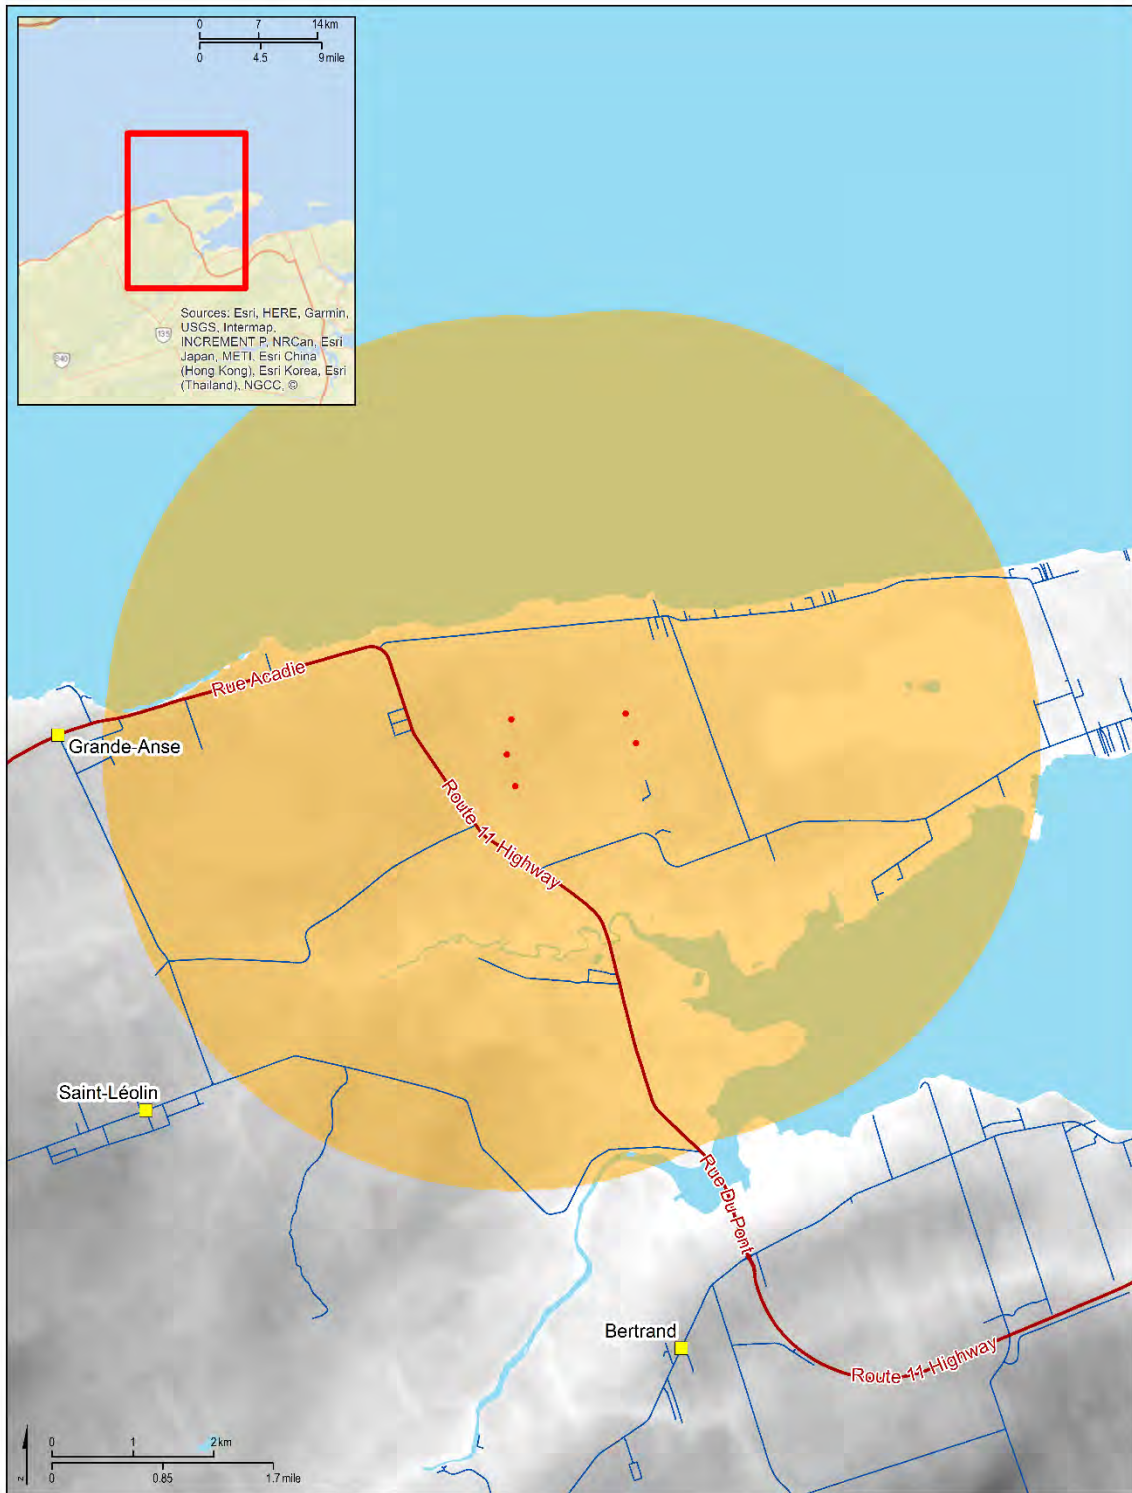 0 7 14 km
0 4.5 9 mile
135
340
Sources: Esri, HERE, Garmin,
USGS, Intermap,
INCREMENT P, NRCan, Esri
Japan, METI, Esri China
(Hong Kong), Esri Korea, Esri
(Thailand), NGCC, ©
Rue Acadie
Grande-Anse
Route 11 Highway
Saint-Léolin
Rue Du Pont
Bertrand
Route 11 Highway
0 1 2 km
0 0.85 1.7 mile
z